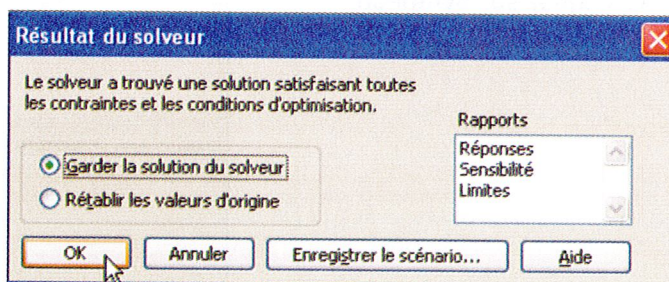 Résultat du solveur
Le solveur a trouvé une solution satisfaisant toutes
les contraintes et les conditions d'optimisation.
Rapports
Réponses
Sensibilité
Limites
Garder la solution du solveur
Rétablir les valeurs d'origine
OK
Annuler
Enregistrer le scénario...
Aide